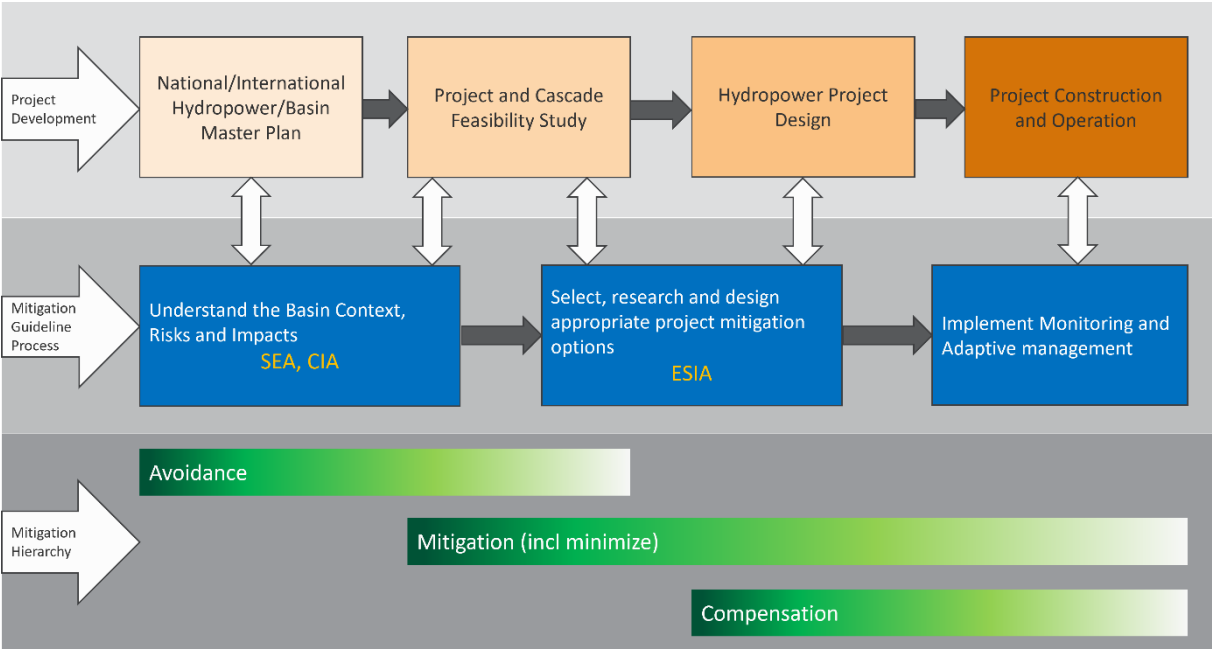 Project
Development
National/International
Hydropower/Basin
Master Plan
Project and Cascade
Feasibility Study
Hydropower Project
Design
Project Construction
and Operation
Mitigation
Guideline
Process
Understand the Basin Context,
Risks and Impacts
SEA, CIA
Select, research and design
appropriate project mitigation
options
ESIA
Implement Monitoring and
Adaptive management
Mitigation
Hierarchy
Avoidance
Mitigation (incl minimize)
Compensation